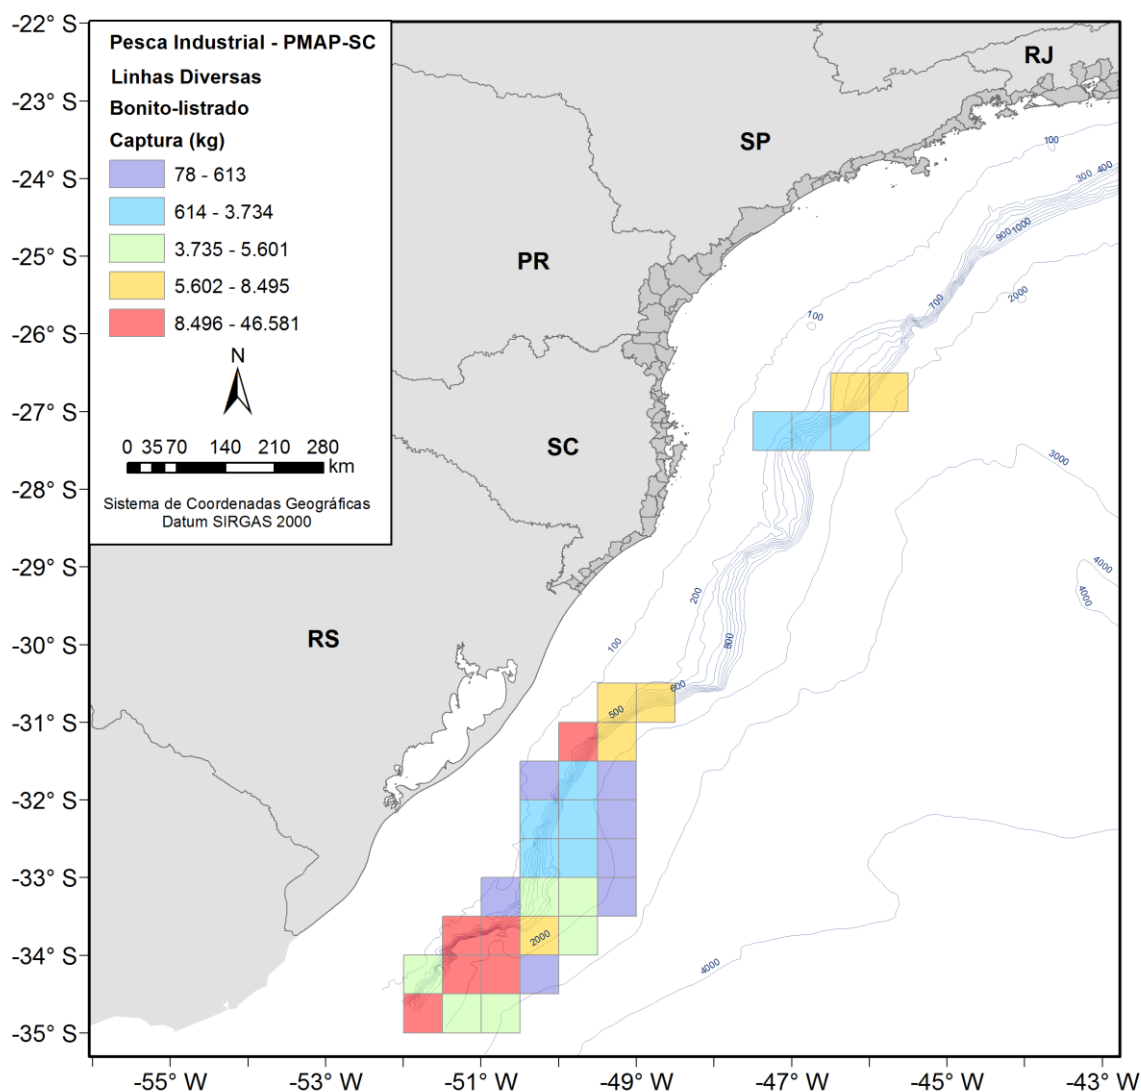 Pesca Industrial - PMAP-SC
Linhas Diversas
Bonito-listrado
Captura (kg)
78 - 613
614 - 3.734
3.735 - 5.601
5.602 - 8.495
8.496 - 46.581
N
0 35 70 140 210 280
km
Sistema de Coordenadas Geográficas
Datum SIRGAS 2000
-22° S
-23° S
-24° S
-25° S
-26° S
-27° S
-28° S
-29° S
-30° S
-31° S
-32° S
-33° S
-34° S
-35° S
RJ
SP
PR
SC
RS
100
300 400
900 1000
2000
700
100
3000
4000
4000
200
800
100
600
500
2000
4000
-55° W
-53° W
-51° W
-49° W
-47° W
-45° W
-43° W